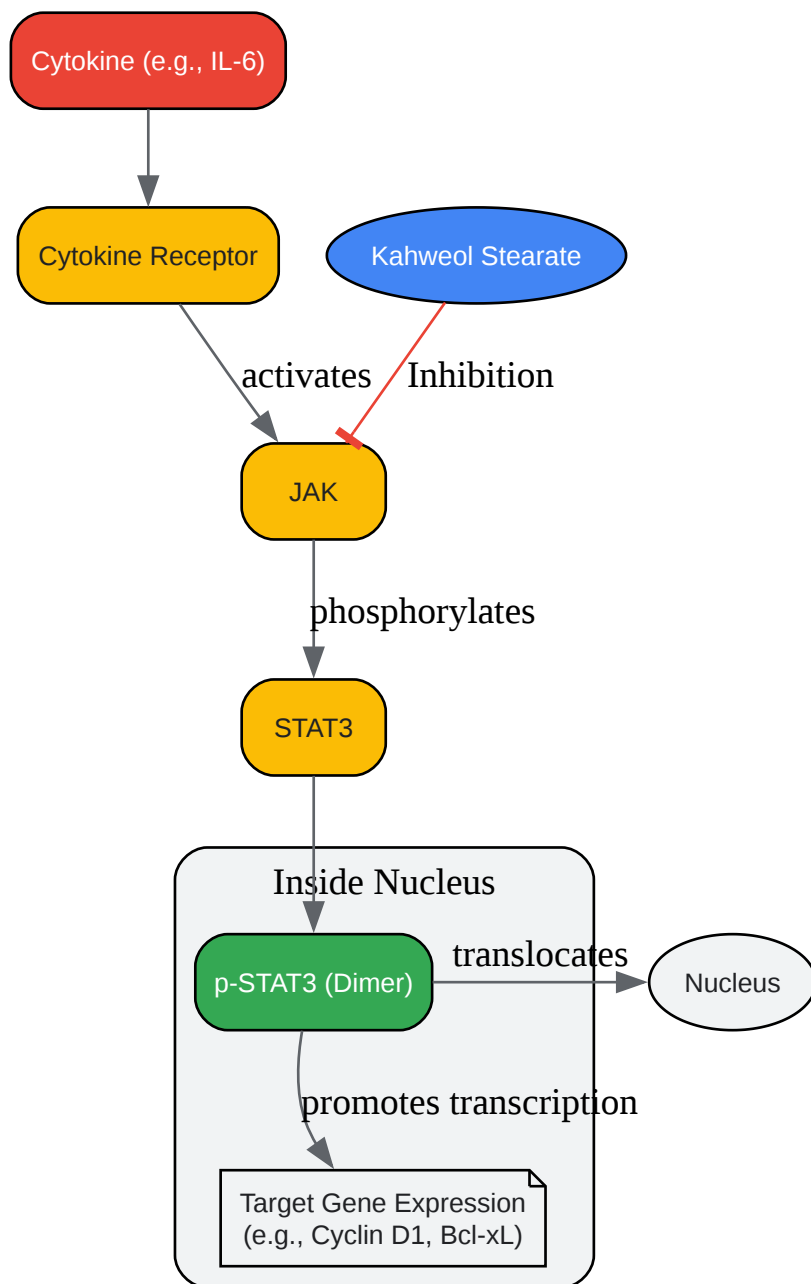 Cytokine (e.g., IL-6)
Cytokine Receptor
Kahweol Stearate
activates
Inhibition
JAK
phosphorylates
STAT3
Inside Nucleus
p-STAT3 (Dimer)
translocates
Nucleus
promotes transcription
Target Gene Expression
(e.g., Cyclin D1, Bcl-xL)